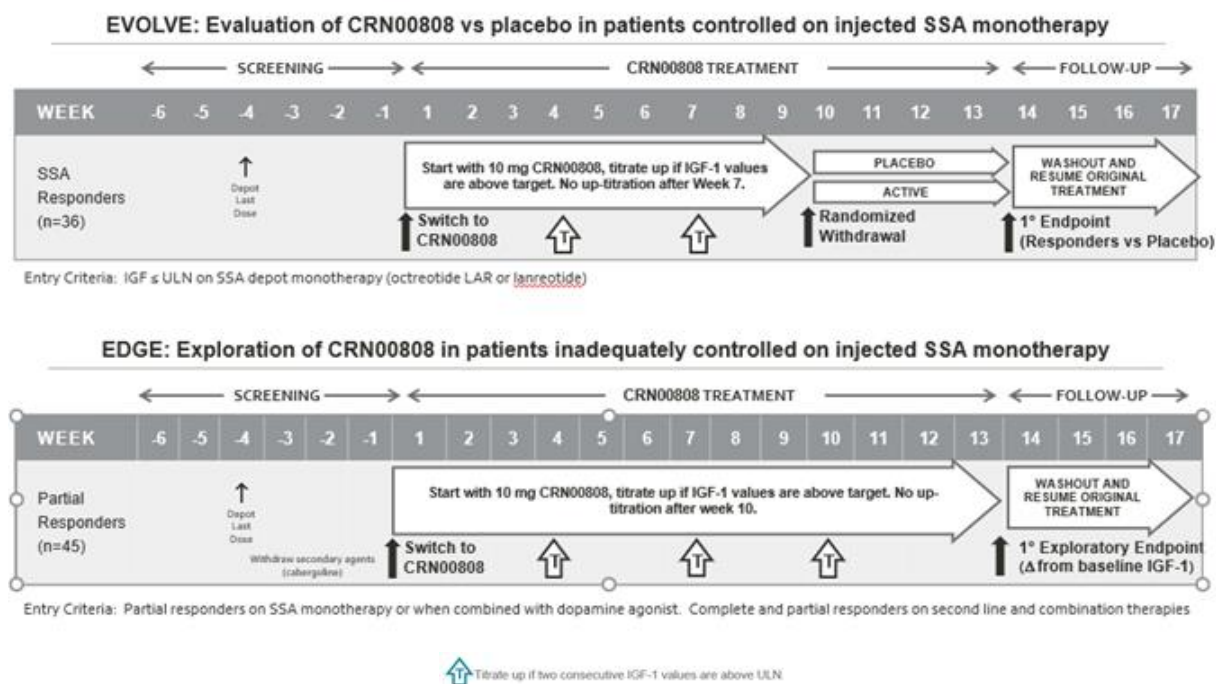 EVOLVE: Evaluation of CRN00808 vs placebo in patients controlled on injected SSA monotherapy
SCREENING
CRN00808 TREATMENT
FOLLOW-UP
WEEK -6 -5 -4 -3 -2 -1 1 2 3 4 5 6 7 8 9 10 11 12 13 14 15 16 17
SSA
Responders
(n=36)
Depot
Last
Dose
Start with 10 mg CRN00808, titrate up if IGF-1 values
are above target. No up-titration after Week 7.
Switch to
CRN00808
T
T
PLACEBO
ACTIVE
Randomized
Withdrawal
WASHOUT AND
RESUME ORIGINAL
TREATMENT
1° Endpoint
(Responders vs Placebo)
Entry Criteria: IGF ≤ ULN on SSA depot monotherapy (octreotide LAR or lanreotide)
EDGE: Exploration of CRN00808 in patients inadequately controlled on injected SSA monotherapy
SCREENING
CRN00808 TREATMENT
FOLLOW-UP
WEEK -6 -5 -4 -3 -2 -1 1 2 3 4 5 6 7 8 9 10 11 12 13 14 15 16 17
Partial
Responders
(n=45)
Depot
Last
Dose
Withdraw secondary agents
(cabergoline)
Start with 10 mg CRN00808, titrate up if IGF-1 values are above target. No up-
titration after week 10.
Switch to
CRN00808
T
T
T
WASHOUT AND
RESUME ORIGINAL
TREATMENT
1° Exploratory Endpoint
(Δ from baseline IGF-1)
Entry Criteria: Partial responders on SSA monotherapy or when combined with dopamine agonist. Complete and partial responders on second line and combination therapies
T Titrate up if two consecutive IGF-1 values are above ULN